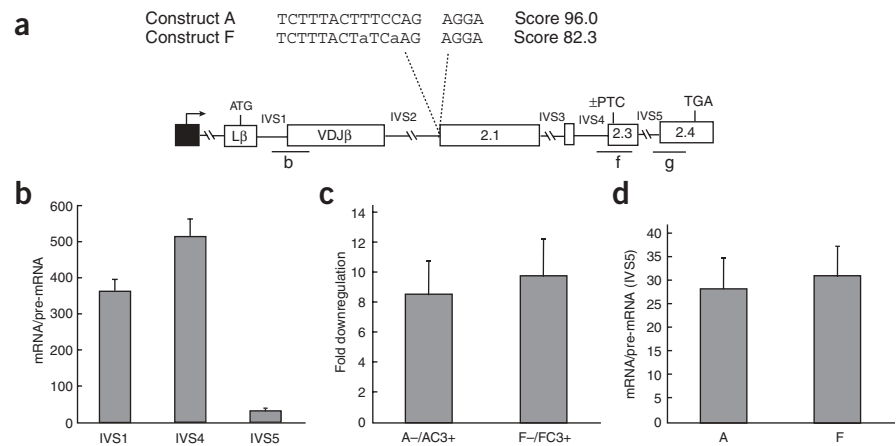 a
Construct A TCTTTACTTTCCAG AGGA Score 96.0
Construct F TCTTTACTaTCaAG AGGA Score 82.3
ATG IVS1 IVS2 IVS3 ±PTC IVS4 IVS5 TGA
Lβ VDJβ 2.1 2.3 2.4
b f g
b
mRNA/pre-mRNA
600
500
400
300
200
100
0
IVS1 IVS4 IVS5
c
Fold downregulation
14
12
10
8
6
4
2
0
A–/AC3+ F–/FC3+
d
mRNA/pre-mRNA (IVS5)
40
35
30
25
20
15
10
5
0
A F